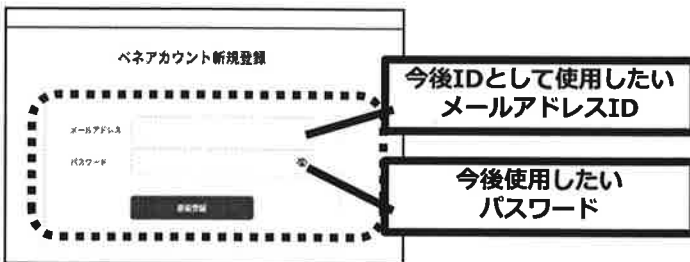 ベネアカウント新規登録
今後IDとして使用したい
メールアドレスID
メールアドレス
パスワード
今後使用したい
パスワード
新規登録